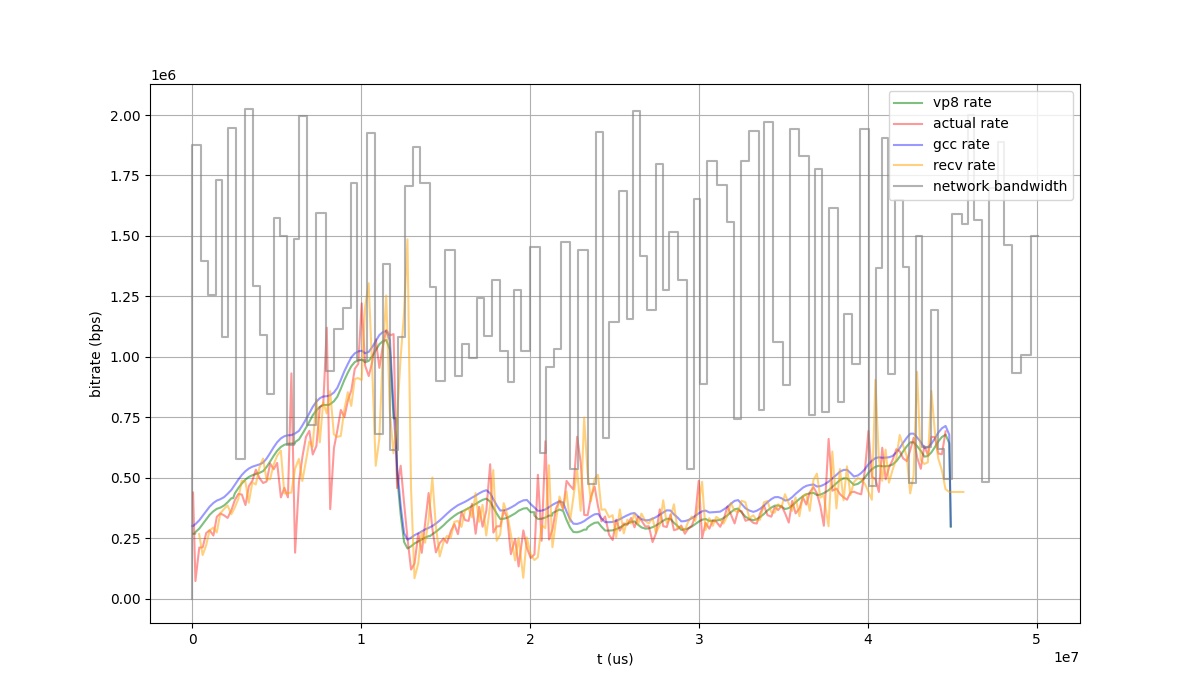 1e6
2.00
1.75
1.50
1.25
1.00
0.75
0.50
0.25
0.00
bitrate (bps)
vp8 rate
actual rate
gcc rate
recv rate
network bandwidth
0 1 2 3 4 5
t (us)
1e7